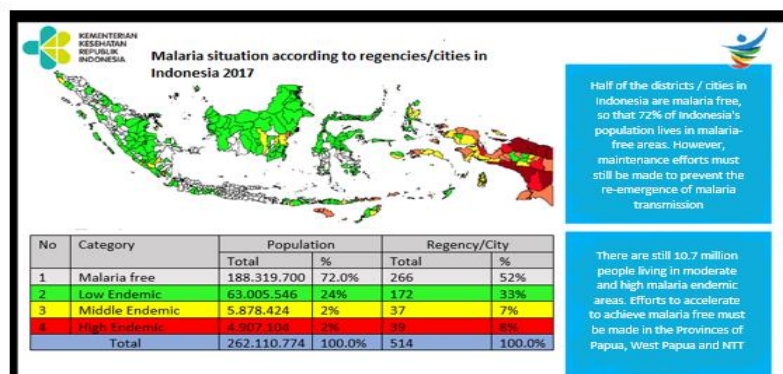 KEMENTERIAN
KESEHATAN
REPUBLIK
INDONESIA
Malaria situation according to regencies/cities in
Indonesia 2017
Half of the districts / cities in
Indonesia are malaria free,
so that 72% of Indonesia's
population lives in malaria-
free areas. However,
maintenance efforts must
still be made to prevent the
re-emergence of malaria
transmission
No Category Population Regency/City
Total % Total %
1 Malaria free 188.319.700 72.0% 266 52%
2 Low Endemic 63.005.546 24% 172 33%
3 Middle Endemic 5.878.424 2% 37 7%
4 High Endemic 4.907.104 2% 39 8%
Total 262.110.774 100.0% 514 100.0%
There are still 10.7 million
people living in moderate
and high malaria endemic
areas. Efforts to accelerate
to achieve malaria free must
be made in the Provinces of
Papua, West Papua and NTT